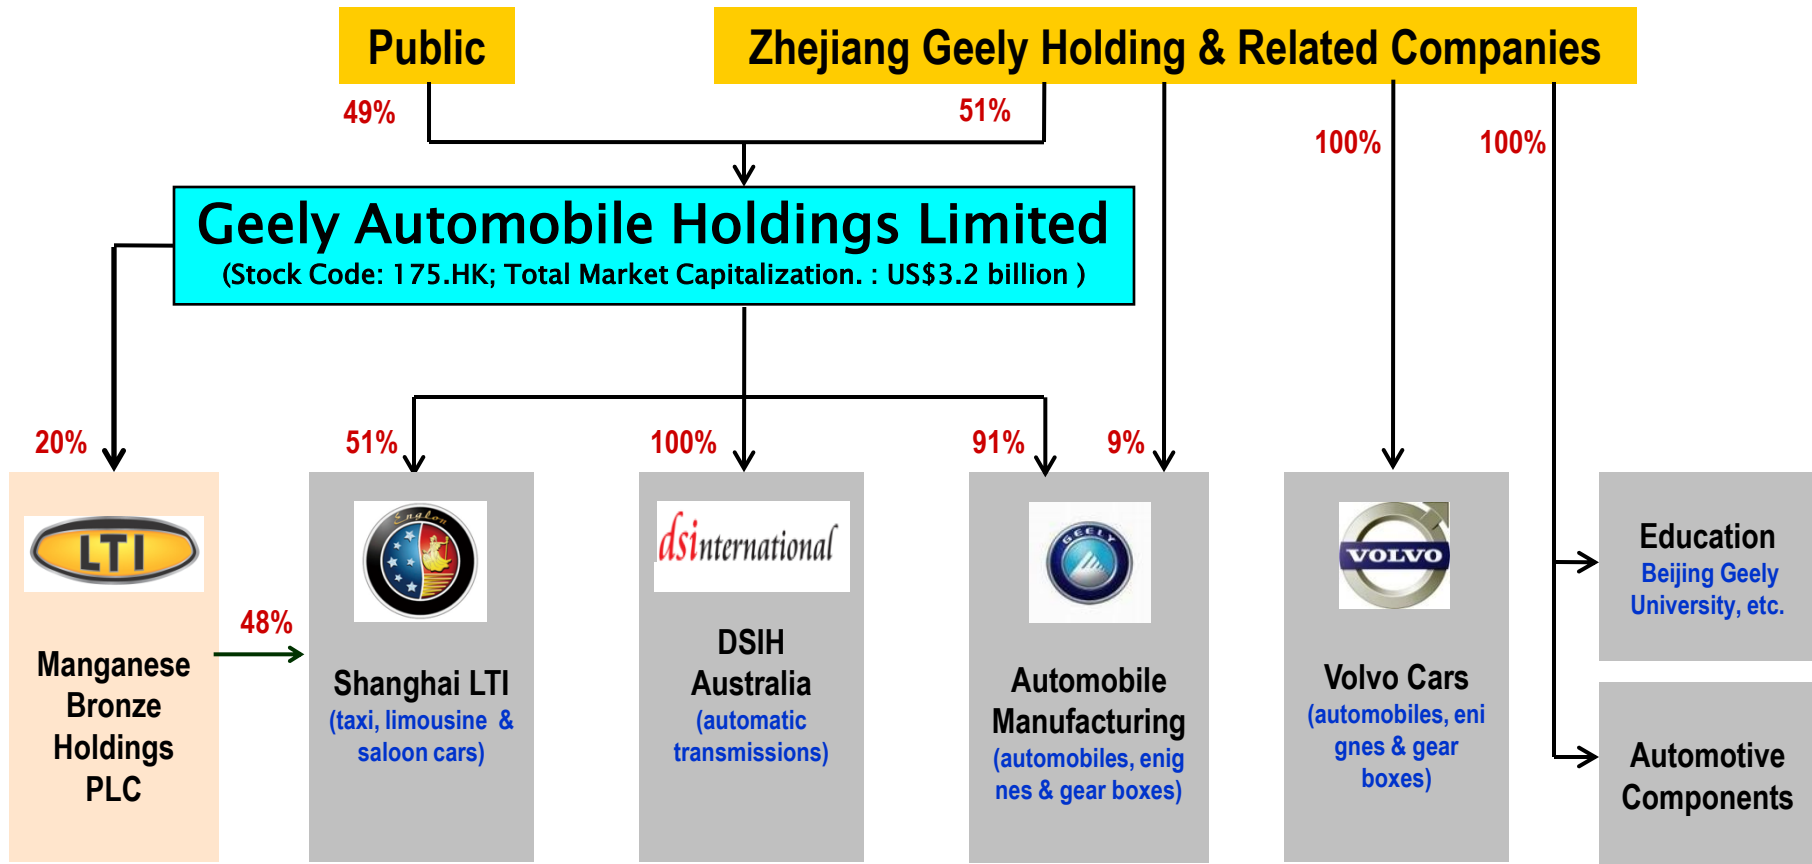 Public
Zhejiang Geely Holding & Related Companies
49%
51%
100%
100%
Geely Automobile Holdings Limited
(Stock Code: 175.HK; Total Market Capitalization. : US$3.2 billion )
20%
51%
100%
91%
9%
LTI
Manganese
Bronze
Holdings
PLC
48%
Englon
Shanghai LTI
(taxi, limousine &
saloon cars)
dsinternational
DSIH
Australia
(automatic
transmissions)
GEELY
Automobile
Manufacturing
(automobiles, enig
nes & gear boxes)
VOLVO
Volvo Cars
(automobiles, eni
gnes & gear
boxes)
Education
Beijing Geely
University, etc.
Automotive
Components